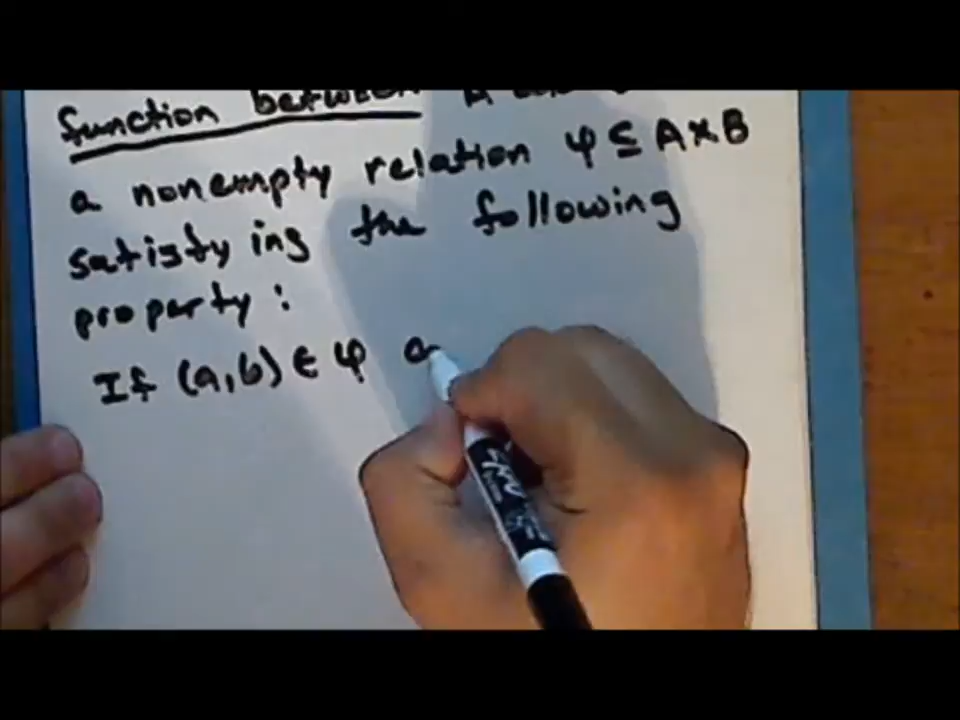 function between A
a nonempty relation φ ⊆ A×B
satisfying the following
property:
If (a,b) ∈ φ a